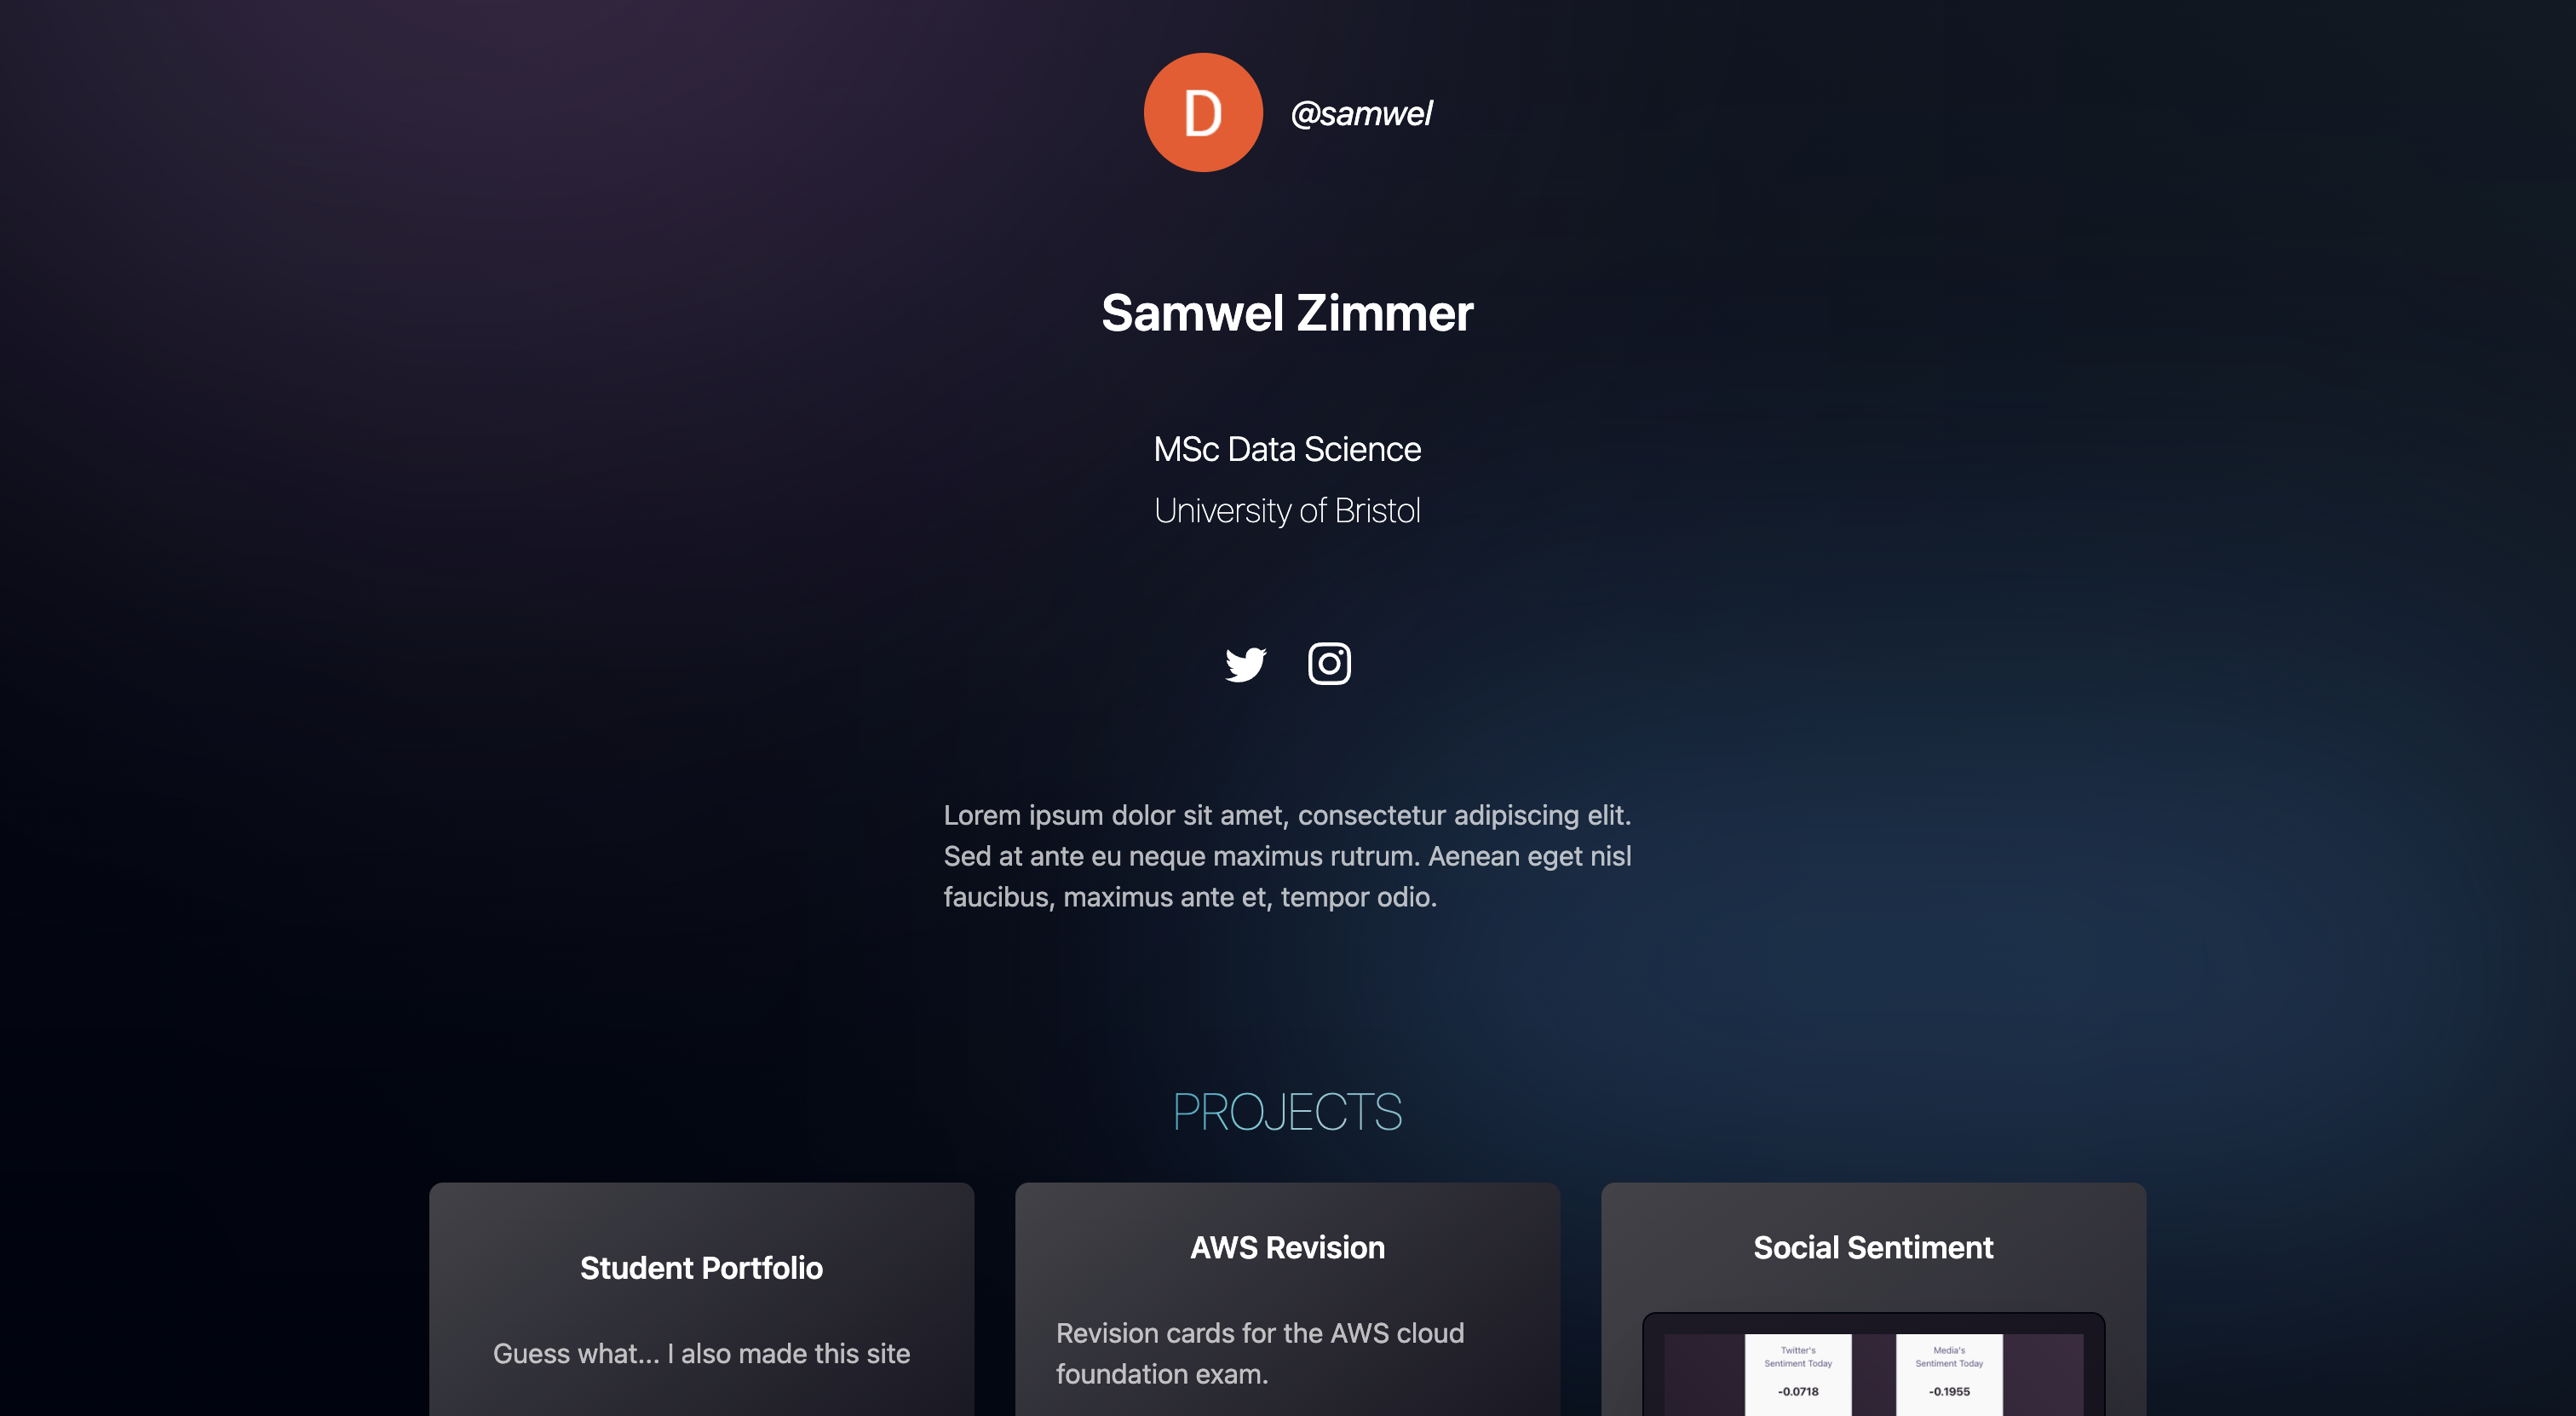 D
@samwel
Samwel Zimmer
MSc Data Science
University of Bristol
Lorem ipsum dolor sit amet, consectetur adipiscing elit.
Sed at ante eu neque maximus rutrum. Aenean eget nisl
faucibus, maximus ante et, tempor odio.
PROJECTS
Student Portfolio
Guess what... I also made this site
AWS Revision
Revision cards for the AWS cloud
foundation exam.
Social Sentiment
Twitter's
Sentiment Today
-0.0718
Media's
Sentiment Today
-0.1955